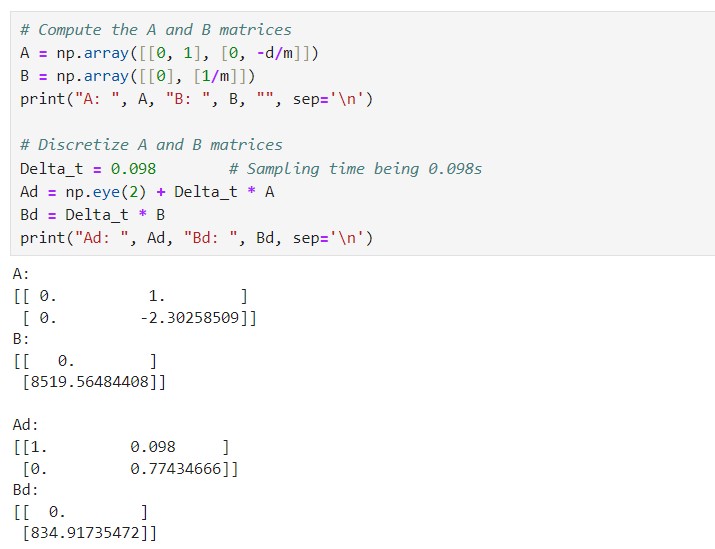 # Compute the A and B matrices
A = np.array([[0, 1], [0, -d/m]])
B = np.array([[0], [1/m]])
print("A: ", A, "B: ", B, "", sep='\n')
# Discretize A and B matrices
Delta_t = 0.098        # Sampling time being 0.098s
Ad = np.eye(2) + Delta_t * A
Bd = Delta_t * B
print("Ad: ", Ad, "Bd: ", Bd, sep='\n')
A:
[[ 0.          1.        ]
 [ 0.         -2.30258509]]
B:
[[   0.        ]
 [8519.56484408]]
Ad:
[[1.         0.098     ]
 [0.         0.77434666]]
Bd:
[[  0.        ]
 [834.91735472]]